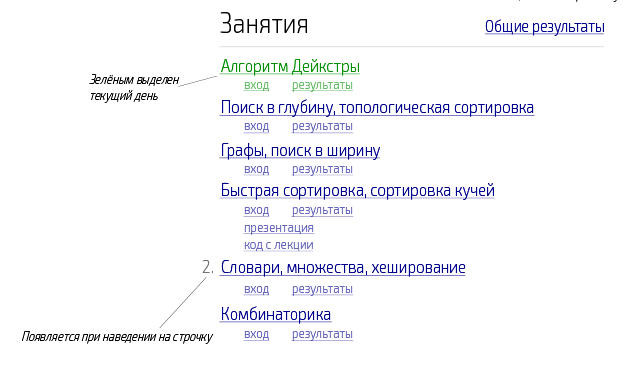 Занятия
Общие результаты
Алгоритм Дейкстры
вход результаты
Зелёным выделен
текущий день
Поиск в глубину, топологическая сортировка
вход результаты
Графы, поиск в ширину
вход результаты
Быстрая сортировка, сортировка кучей
вход результаты
презентация
код с лекции
2. Словари, множества, хеширование
вход результаты
Комбинаторика
вход результаты
Появляется при наведении на строчку